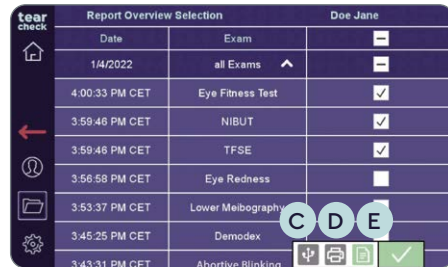 tear
check
Report Overview Selection Doe Jane
Date Exam
1/4/2022 all Exams
4:00:33 PM CET Eye Fitness Test
3:59:46 PM CET NIBUT
3:59:46 PM CET TFSE
3:56:58 PM CET Eye Redness
3:53:37 PM CET Lower Meibography
3:45:25 PM CET Demodex
C D E
3:43:31 PM CET Abortive Blinking